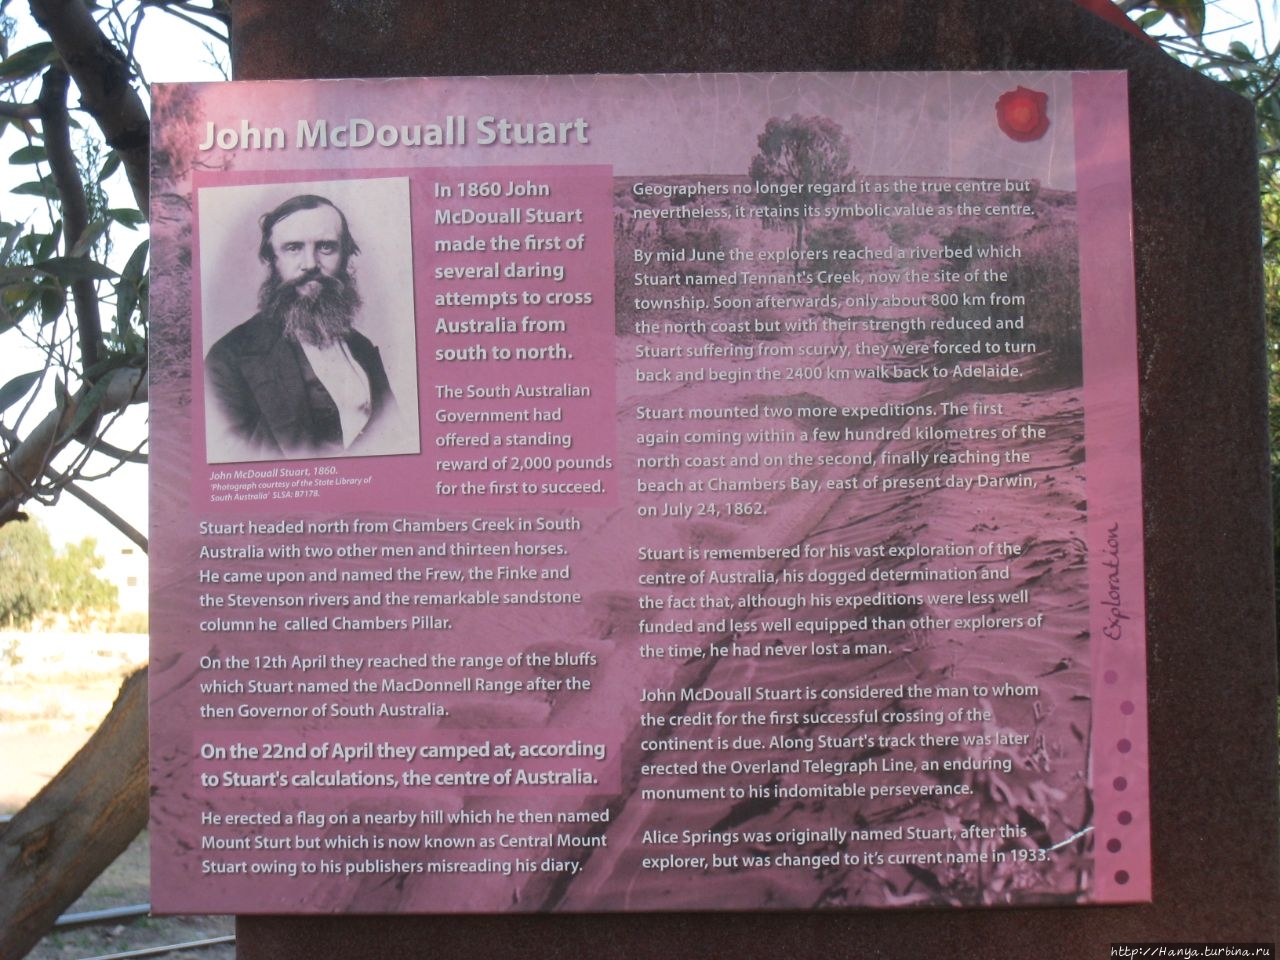 John McDouall Stuart
In 1860 John
McDouall Stuart
made the first of
several daring
attempts to cross
Australia from
south to north.
The South Australian
Government had
offered a standing
reward of 2,000 pounds
for the first to succeed.
John McDouall Stuart, 1860.
'Photograph courtesy of the State Library of
South Australia' SLSA: B7178.
Stuart headed north from Chambers Creek in South
Australia with two other men and thirteen horses.
He came upon and named the Frew, the Finke and
the Stevenson rivers and the remarkable sandstone
column he called Chambers Pillar.
On the 12th April they reached the range of the bluffs
which Stuart named the MacDonnell Range after the
then Governor of South Australia.
On the 22nd of April they camped at, according
to Stuart's calculations, the centre of Australia.
He erected a flag on a nearby hill which he then named
Mount Sturt but which is now known as Central Mount
Stuart owing to his publishers misreading his diary.
Geographers no longer regard it as the true centre but
nevertheless, it retains its symbolic value as the centre.
By mid June the explorers reached a riverbed which
Stuart named Tennant's Creek, now the site of the
township. Soon afterwards, only about 800 km from
the north coast but with their strength reduced and
Stuart suffering from scurvy, they were forced to turn
back and begin the 2400 km walk back to Adelaide.
Stuart mounted two more expeditions. The first
again coming within a few hundred kilometres of the
north coast and on the second, finally reaching the
beach at Chambers Bay, east of present day Darwin,
on July 24, 1862.
Stuart is remembered for his vast exploration of the
centre of Australia, his dogged determination and
the fact that, although his expeditions were less well
funded and less well equipped than other explorers of
the time, he had never lost a man.
John McDouall Stuart is considered the man to whom
the credit for the first successful crossing of the
continent is due. Along Stuart's track there was later
erected the Overland Telegraph Line, an enduring
monument to his indomitable perseverance.
Alice Springs was originally named Stuart, after this
explorer, but was changed to it's current name in 1933.
Exploration
http://Hanya.turbina.ru